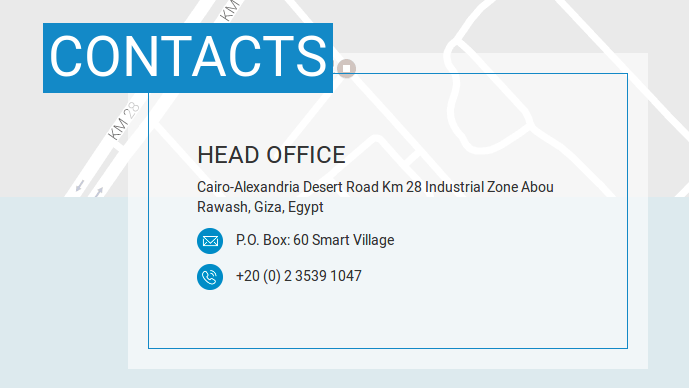 KM
CONTACTS
KM 28
HEAD OFFICE
Cairo-Alexandria Desert Road Km 28 Industrial Zone Abou
Rawash, Giza, Egypt
P.O. Box: 60 Smart Village
+20 (0) 2 3539 1047